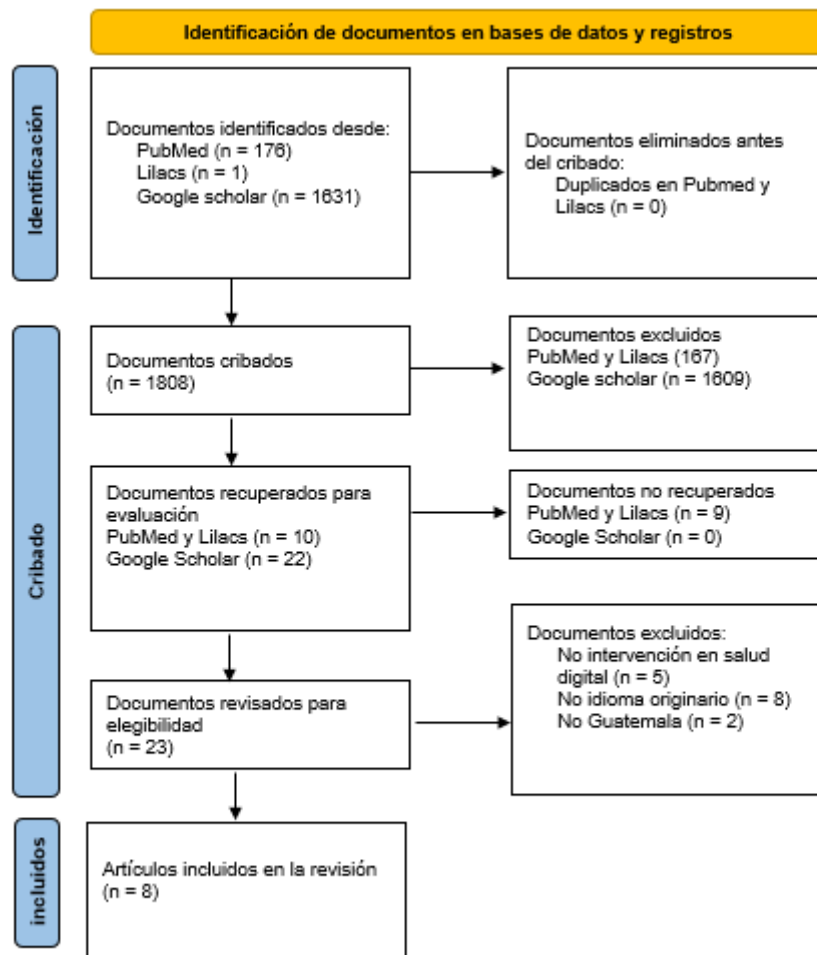 Identificación de documentos en bases de datos y registros
Identificación
Documentos identificados desde:
PubMed (n = 176)
Lilacs (n = 1)
Google scholar (n = 1631)
Documentos eliminados antes
del cribado:
Duplicados en Pubmed y
Lilacs (n = 0)
Cribado
Documentos cribados
(n = 1808)
Documentos excluidos
PubMed y Lilacs (167)
Google scholar (n = 1609)
Documentos recuperados para
evaluación
PubMed y Lilacs (n = 10)
Google Scholar (n = 22)
Documentos no recuperados
PubMed y Lilacs (n = 9)
Google Scholar (n = 0)
Documentos revisados para
elegibilidad
(n = 23)
Documentos excluidos:
No intervención en salud
digital (n = 5)
No idioma originario (n = 8)
No Guatemala (n = 2)
incluidos
Artículos incluidos en la revisión
(n = 8)